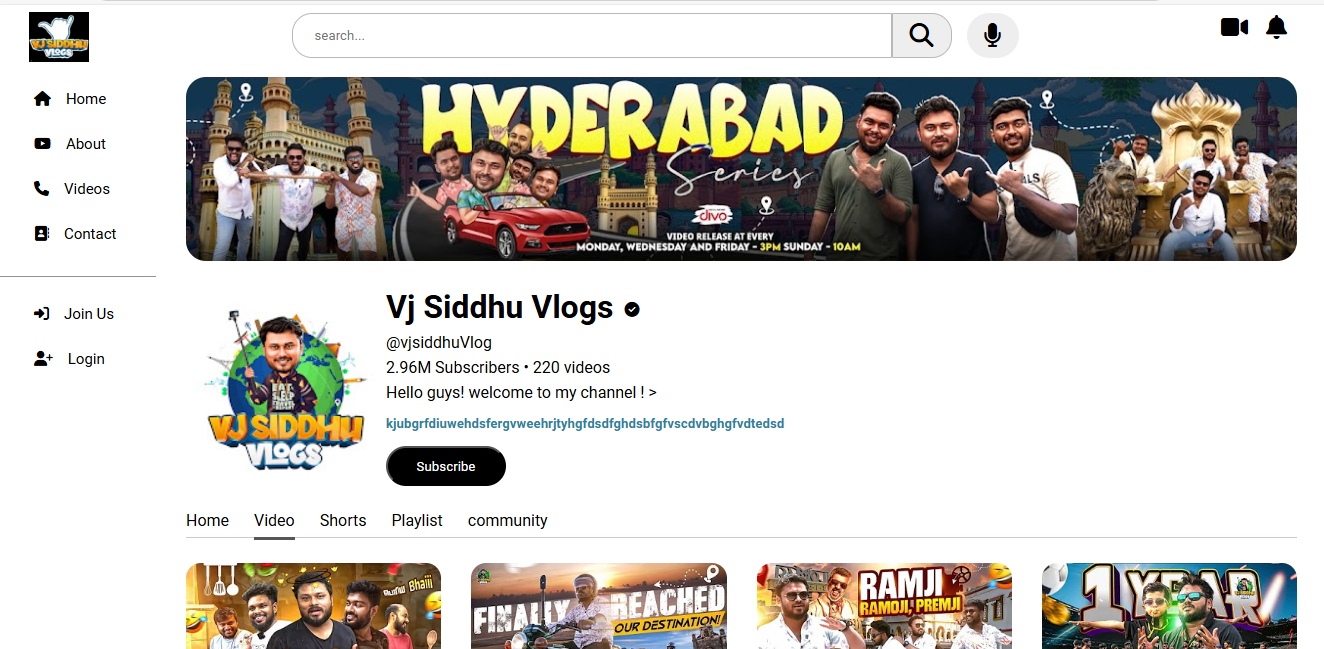 VJ SIDDHU
VLOGS
search...
Home
About
Videos
Contact
Join Us
Login
HYDERABAD
Series
divo
VIDEO RELEASE AT EVERY
MONDAY, WEDNESDAY AND FRIDAY - 3PM SUNDAY - 10AM
EAT
SLEEP
VJ SIDDHU
VLOGS
Vj Siddhu Vlogs
@vjsiddhuVlog
2.96M Subscribers • 220 videos
Hello guys! welcome to my channel ! >
kjubgrfdiuwehdsfergvweehrjtyhgfdsdfghdsbfgfvscdvbghgfvdtedsd
Subscribe
Home Video Shorts Playlist community
பெரிய Bhaiii
FINALLY REACHED
OUR DESTINATION!
RAMJI
RAMOJI, PREMJI
1 YEAR